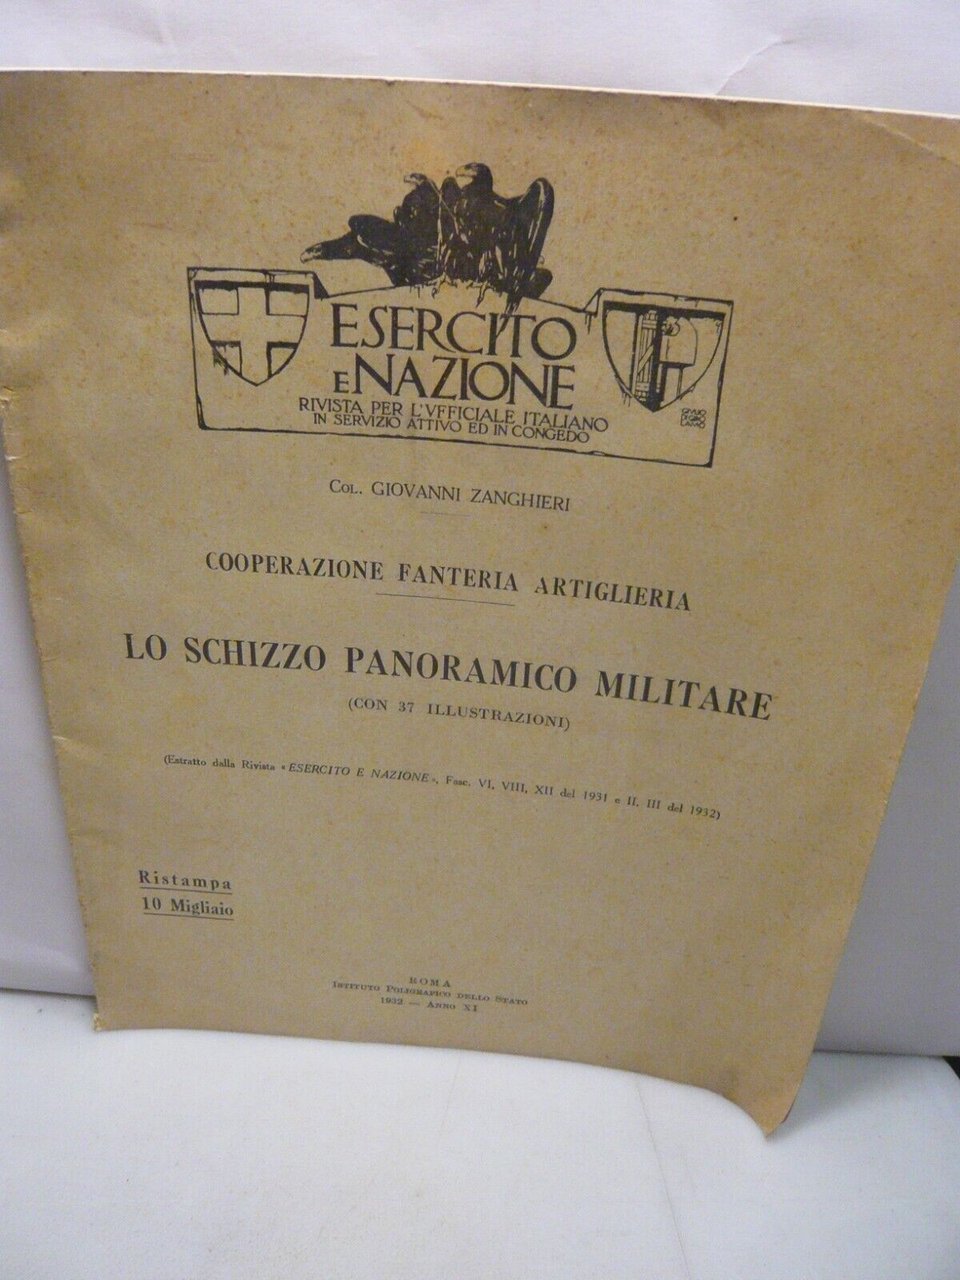 ESERCITO
E NAZIONE
RIVISTA PER L'VFFICIALE ITALIANO
IN SERVIZIO ATTIVO ED IN CONGEDO
COL. GIOVANNI ZANGHIERI
COOPERAZIONE FANTERIA ARTIGLIERIA
LO SCHIZZO PANORAMICO MILITARE
(CON 37 ILLUSTRAZIONI)
(Estratto dalla Rivista «ESERCITO E NAZIONE», Fasc. VI, VIII, XII del 1931 e II, III del 1932)
Ristampa
10 Migliaio
ROMA
ISTITUTO POLIGRAFICO DELLO STATO
1932 — ANNO XI